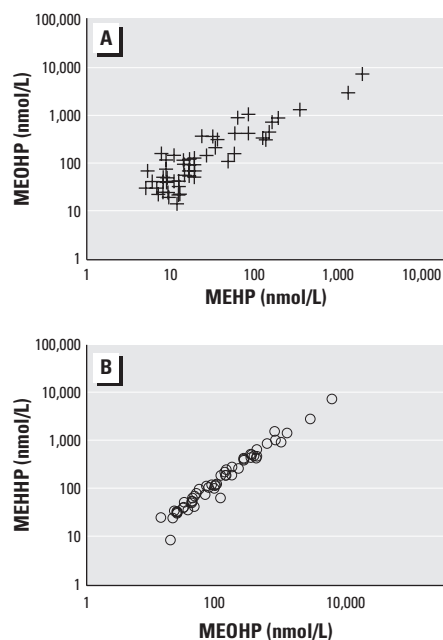 A
100,000
10,000
1,000
100
10
1
MEOHP (nmol/L)
1 10 100 1,000 10,000
MEHP (nmol/L)
B
100,000
10,000
1,000
100
10
1
MEHHP (nmol/L)
1 100 10,000
MEOHP (nmol/L)